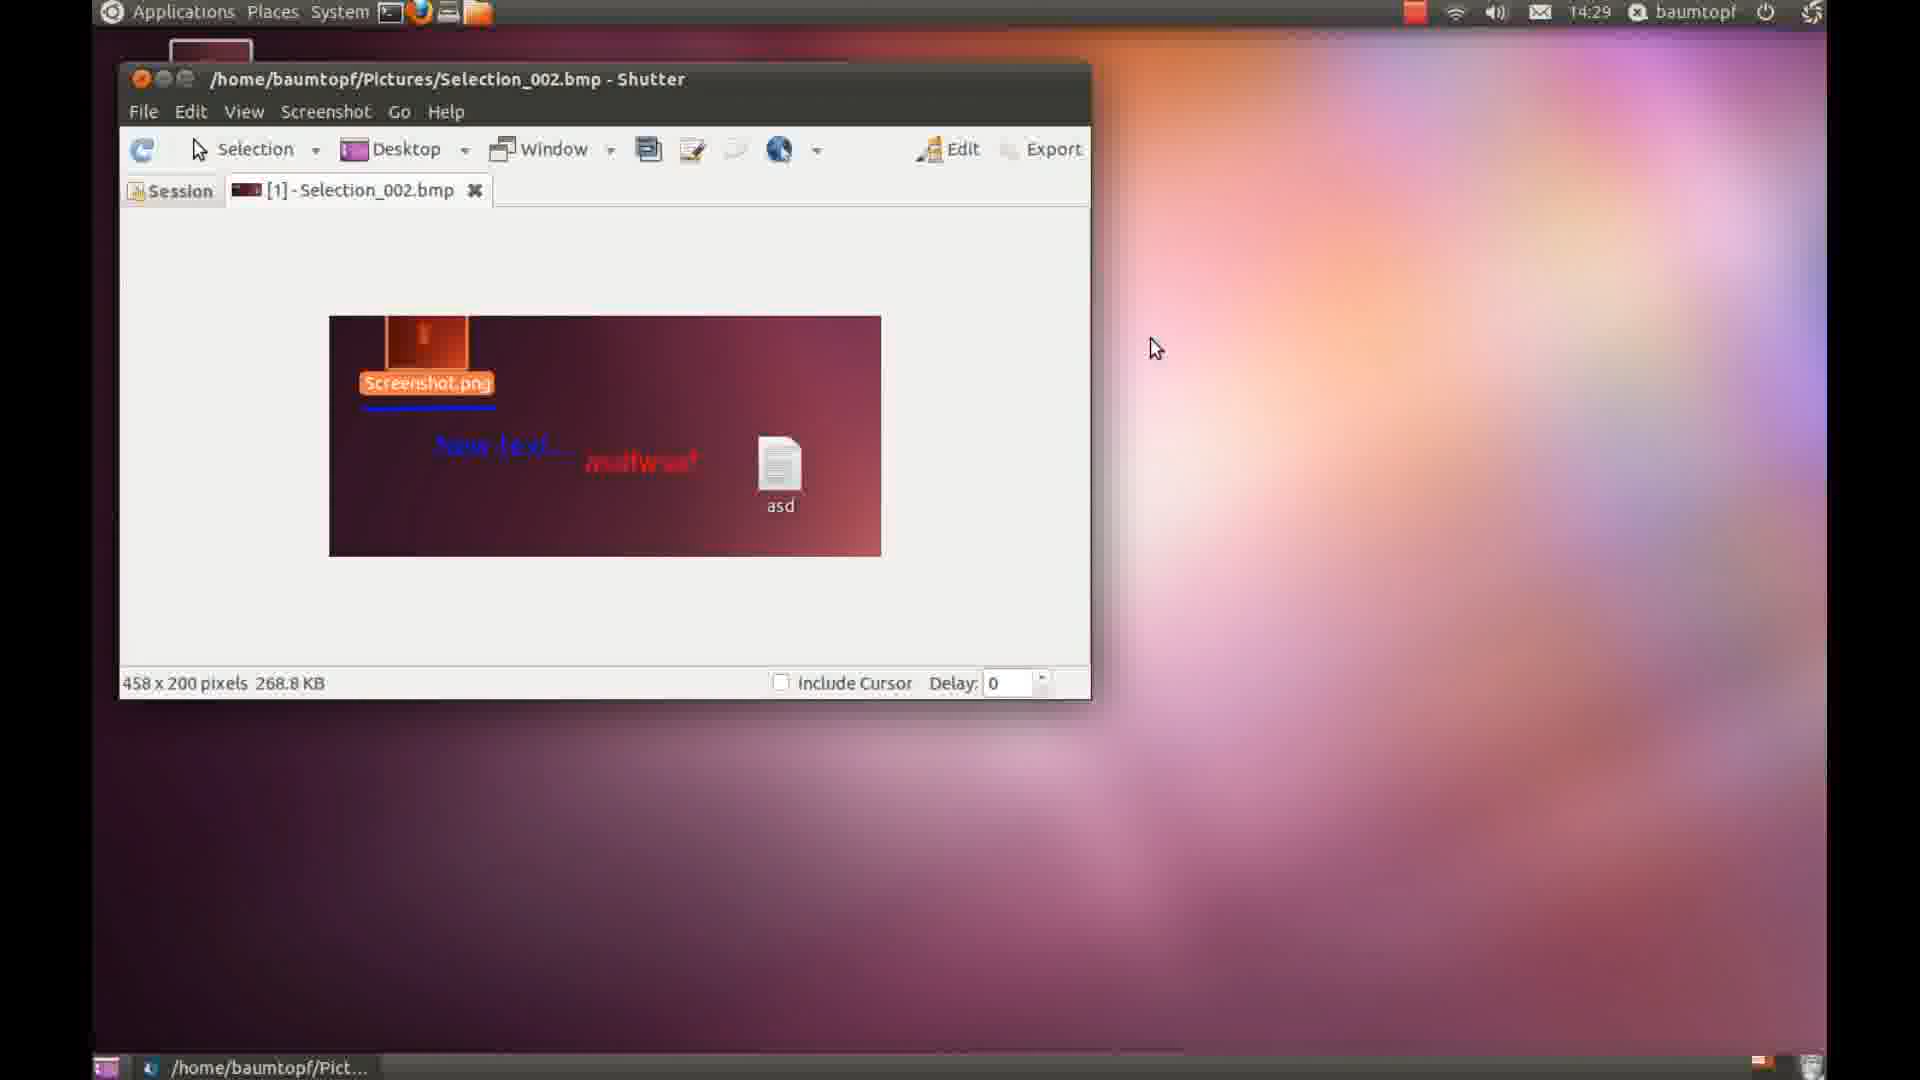 Applications Places System 14:29 baumtopf
/home/baumtopf/Pictures/Selection_002.bmp - Shutter
File Edit View Screenshot Go Help
Selection Desktop Window Edit Export
Session [1] - Selection_002.bmp
Screenshot.png
New Text...
asd
458 x 200 pixels 268.8 KB Include Cursor Delay: 0
/home/baumtopf/Pict...